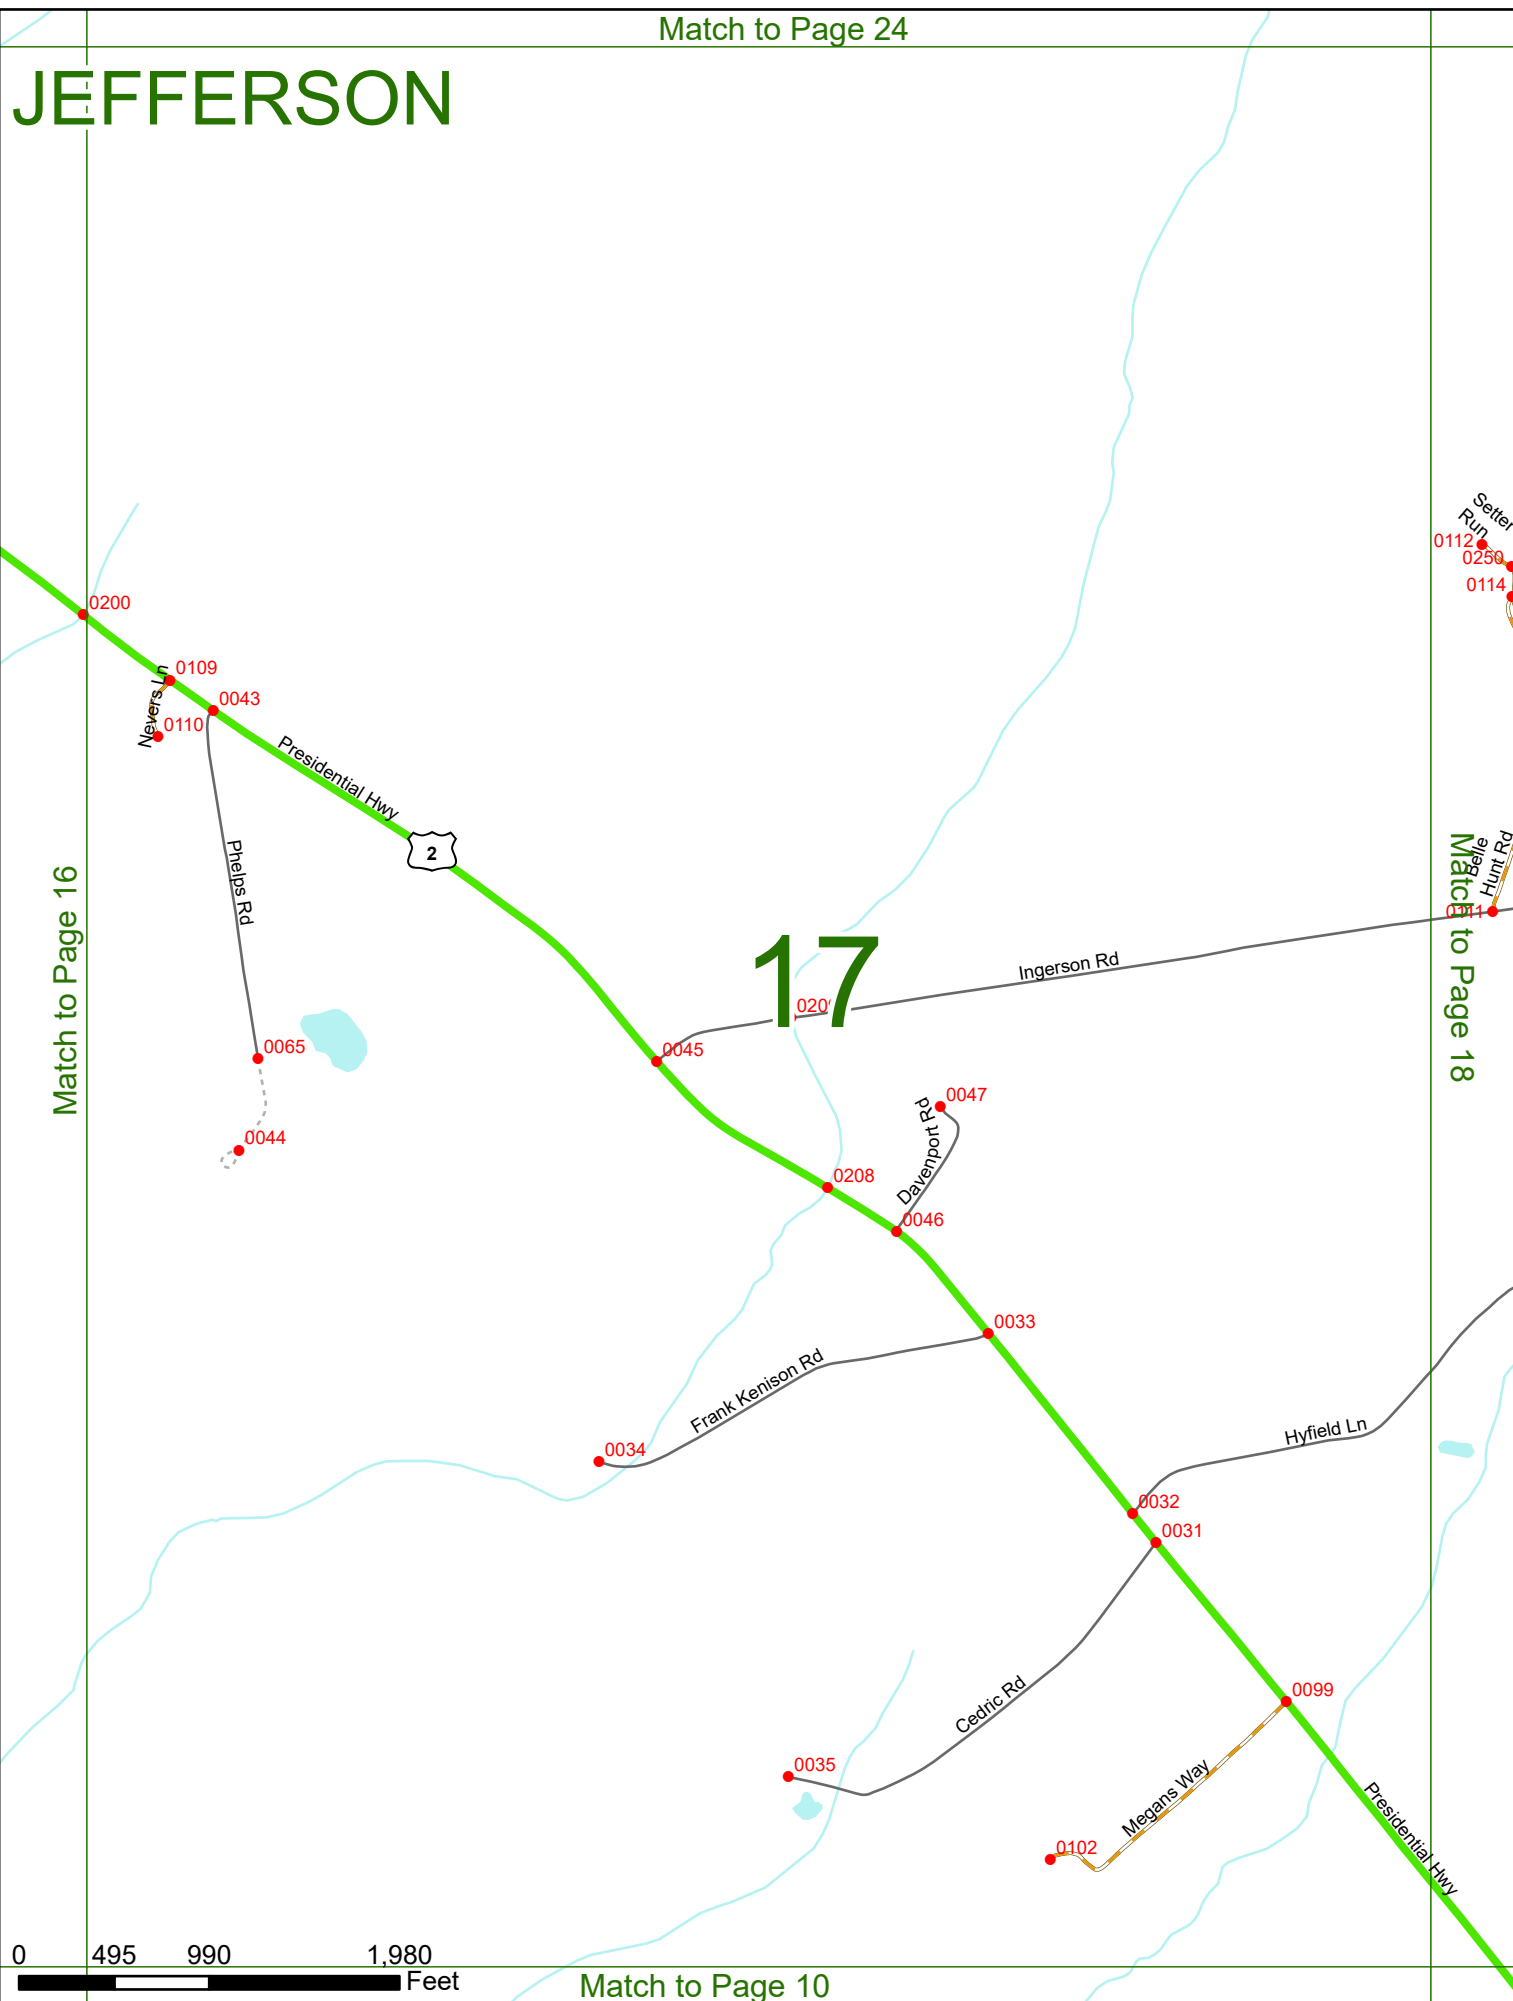 Match to Page 24
JEFFERSON
Setter
Run
0112
0250
0114
0200
0109
0043
Nevers Ln
0110
Presidential Hwy
2
Phelps Rd
Match to Page 16
Belle
Hunt Rd
0111
Match to Page 18
17
Ingerson Rd
0045
0065
0047
0044
Davenport Rd
0208
0046
0033
Frank Kenison Rd
0034
Hyfield Ln
0032
0031
0099
Cedric Rd
0035
Megans Way
Presidential Hwy
0102
0 495 990 1,980
Feet
Match to Page 10